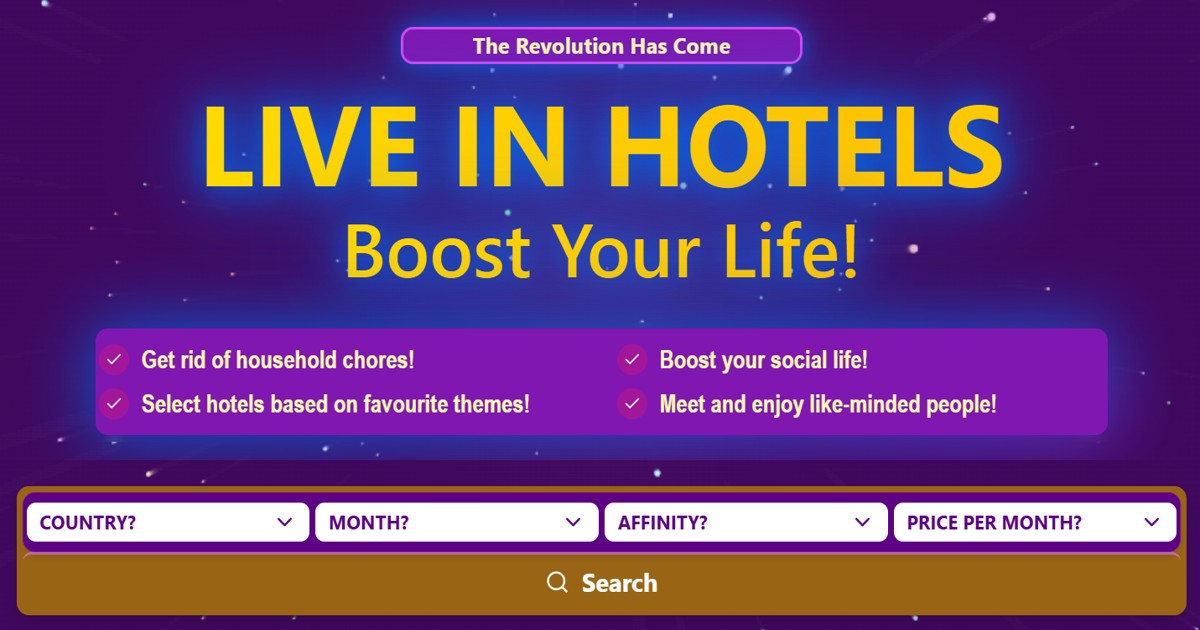 The Revolution Has Come
LIVE IN HOTELS
Boost Your Life!
Get rid of household chores!
Boost your social life!
Select hotels based on favourite themes!
Meet and enjoy like-minded people!
COUNTRY?
MONTH?
AFFINITY?
PRICE PER MONTH?
Search